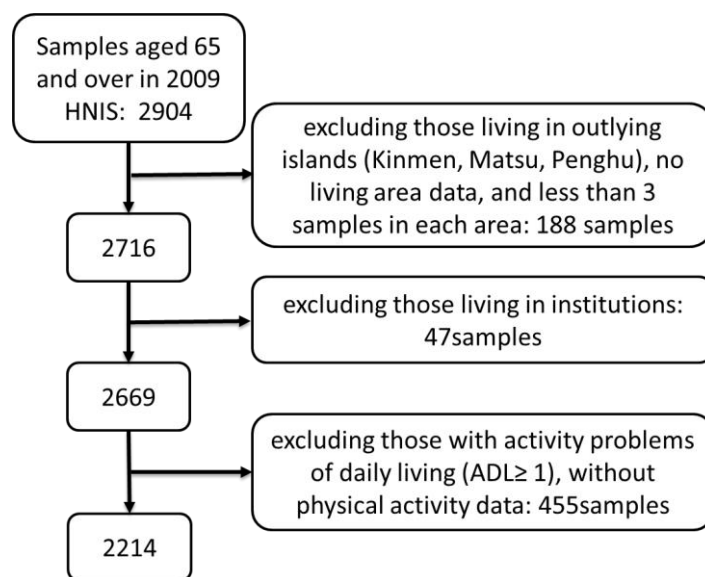 Samples aged 65
and over in 2009
HNIS: 2904
excluding those living in outlying
islands (Kinmen, Matsu, Penghu), no
living area data, and less than 3
samples in each area: 188 samples
2716
excluding those living in institutions:
47samples
2669
excluding those with activity problems
of daily living (ADL≥ 1), without
physical activity data: 455samples
2214